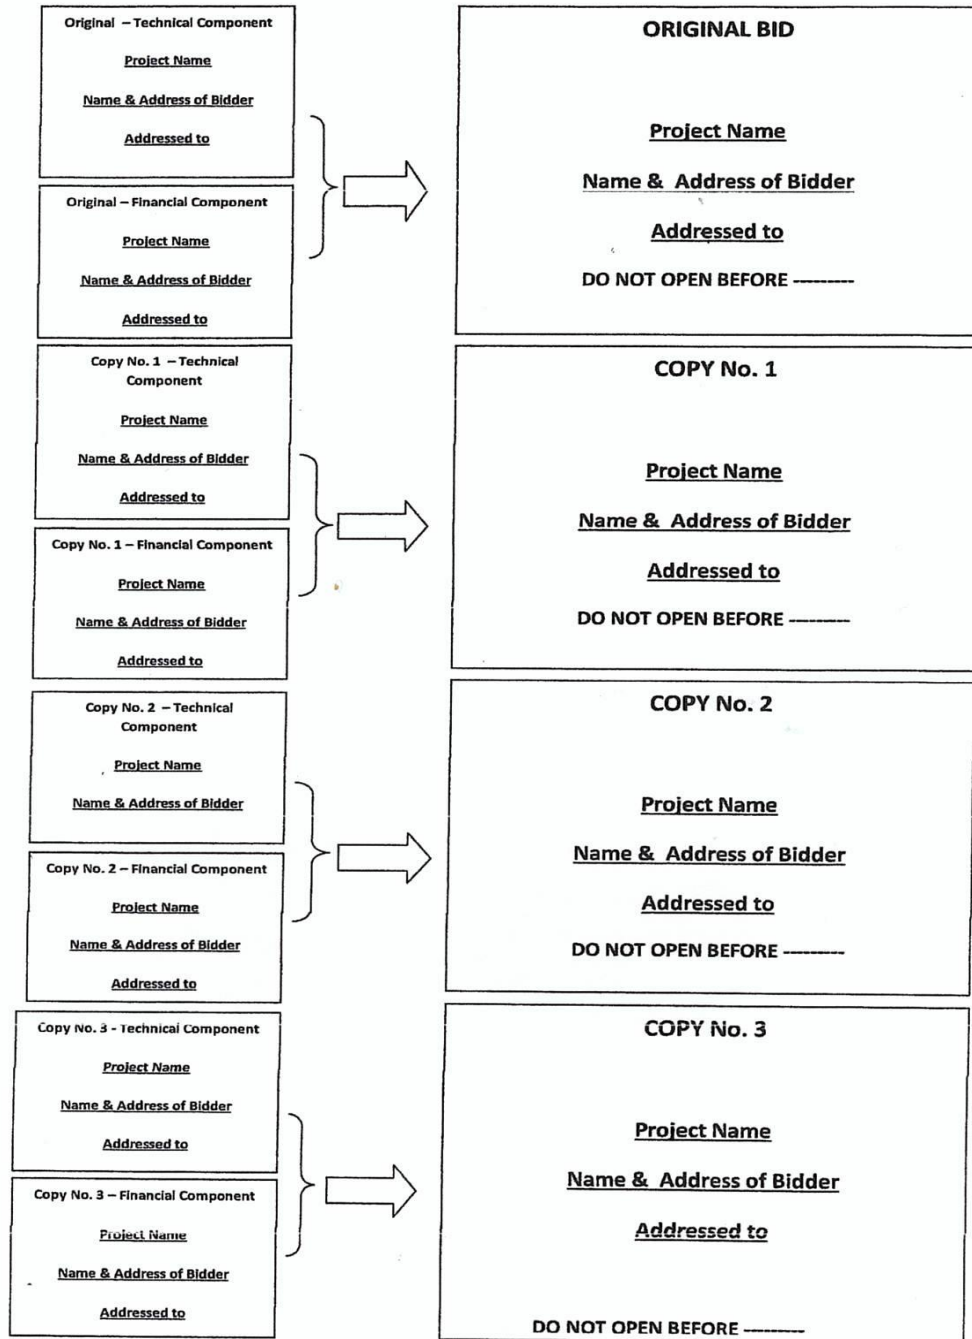 Original – Technical Component
Project Name
Name & Address of Bidder
Addressed to
Original – Financial Component
Project Name
Name & Address of Bidder
Addressed to
ORIGINAL BID
Project Name
Name & Address of Bidder
Addressed to
DO NOT OPEN BEFORE ---------
Copy No. 1 – Technical
Component
Project Name
Name & Address of Bidder
Addressed to
Copy No. 1 – Financial Component
Project Name
Name & Address of Bidder
Addressed to
COPY No. 1
Project Name
Name & Address of Bidder
Addressed to
DO NOT OPEN BEFORE ---------
Copy No. 2 – Technical
Component
Project Name
Name & Address of Bidder
Copy No. 2 – Financial Component
Project Name
Name & Address of Bidder
Addressed to
COPY No. 2
Project Name
Name & Address of Bidder
Addressed to
DO NOT OPEN BEFORE ---------
Copy No. 3 - Technical Component
Project Name
Name & Address of Bidder
Addressed to
Copy No. 3 – Financial Component
Project Name
Name & Address of Bidder
Addressed to
COPY No. 3
Project Name
Name & Address of Bidder
Addressed to
DO NOT OPEN BEFORE ---------